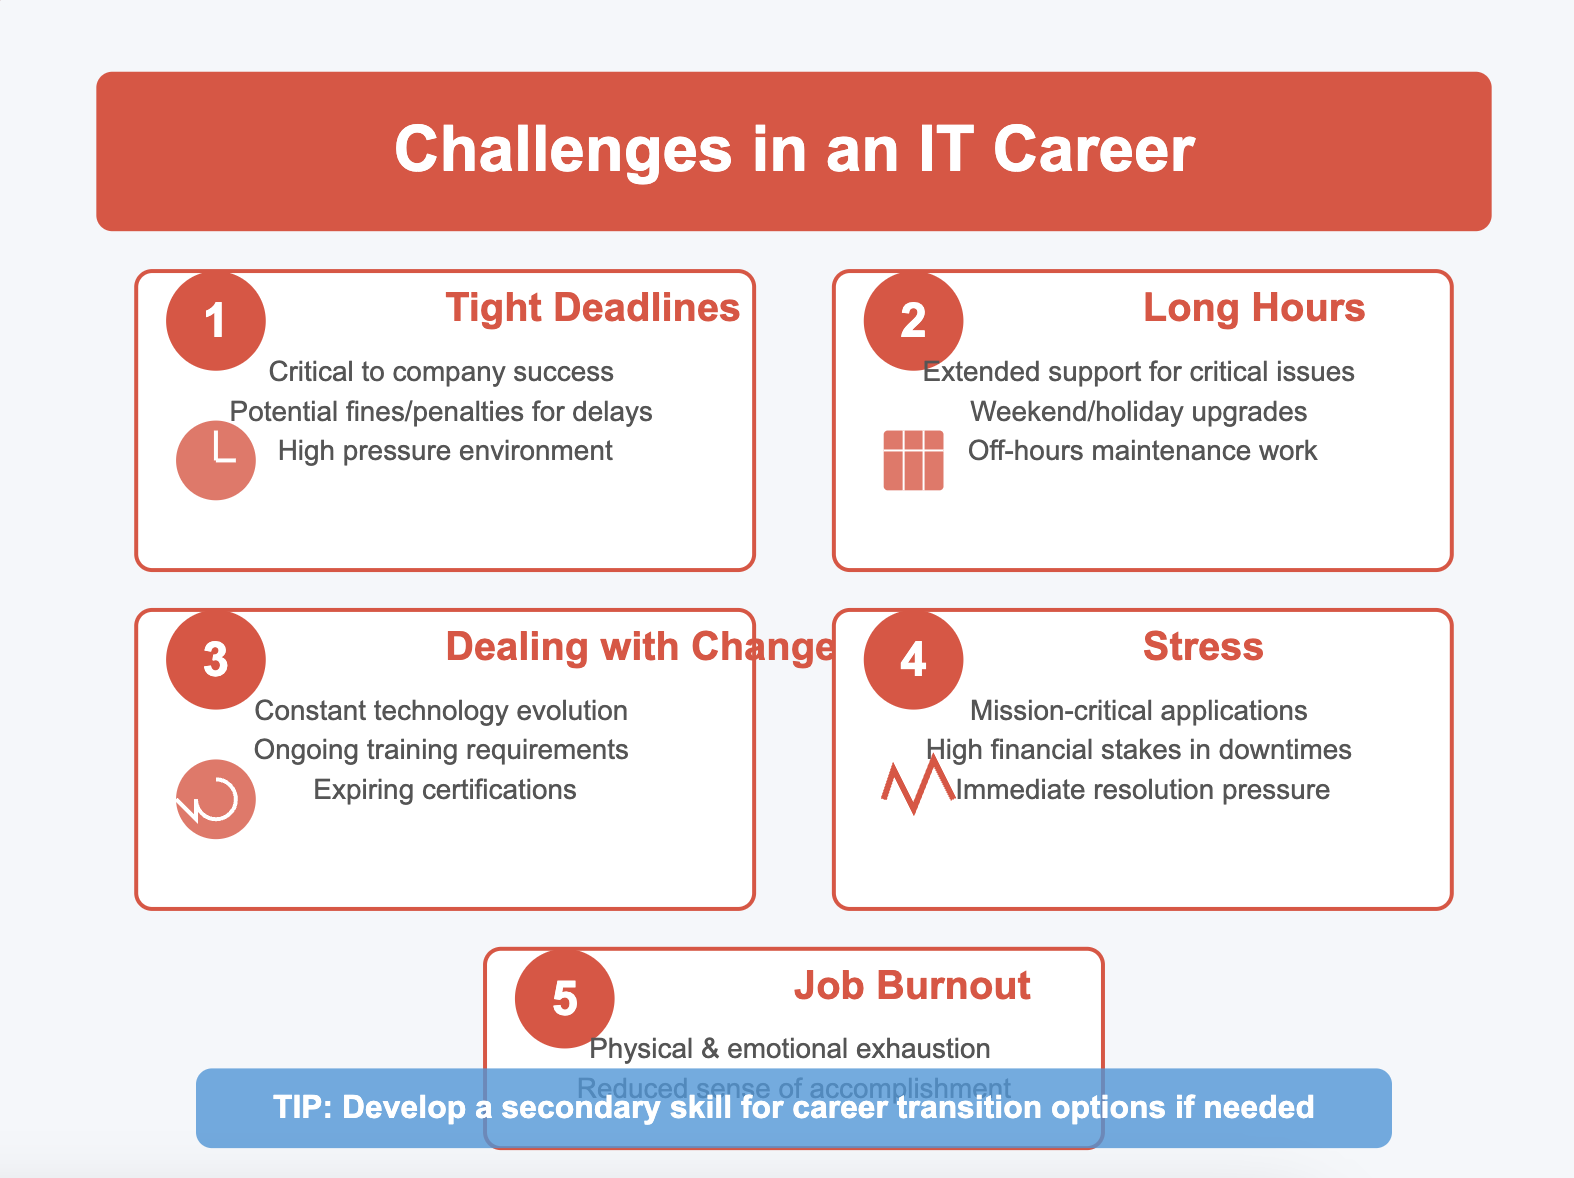 Challenges in an IT Career
1
Tight Deadlines
Critical to company success
Potential fines/penalties for delays
High pressure environment
2
Long Hours
Extended support for critical issues
Weekend/holiday upgrades
Off-hours maintenance work
3
Dealing with Change
Constant technology evolution
Ongoing training requirements
Expiring certifications
4
Stress
Mission-critical applications
High financial stakes in downtimes
Immediate resolution pressure
5
Job Burnout
Physical & emotional exhaustion
Reduced sense of accomplishment
TIP: Develop a secondary skill for career transition options if needed